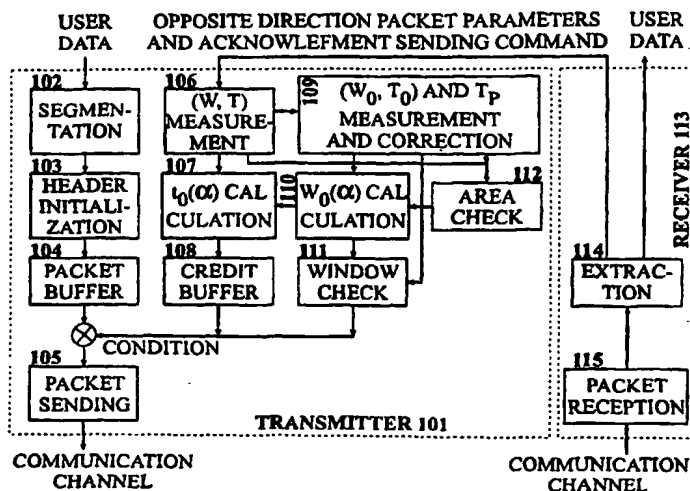 USER
DATA
OPPOSITE DIRECTION PACKET PARAMETERS
AND ACKNOWLEFMENT SENDING COMMAND
USER
DATA
102
SEGMEN-
TATION
103
HEADER
INITIALI-
ZATION
104
PACKET
BUFFER
105
PACKET
SENDING
COMMUNICATION
CHANNEL
106
(W, T)
MEASURE-
MENT
107
t₀(α) CAL
CULATION
108
CREDIT
BUFFER
CONDITION
109
(W₀, T₀) AND Tₚ
MEASUREMENT
AND CORRECTION
110
W₀(α) CAL
CULATION
111
WINDOW
CHECK
112
AREA
CHECK
TRANSMITTER 101
RECEIVER 113
114
EXTRAC-
TION
115
PACKET
RECEPTION
COMMUNICATION
CHANNEL